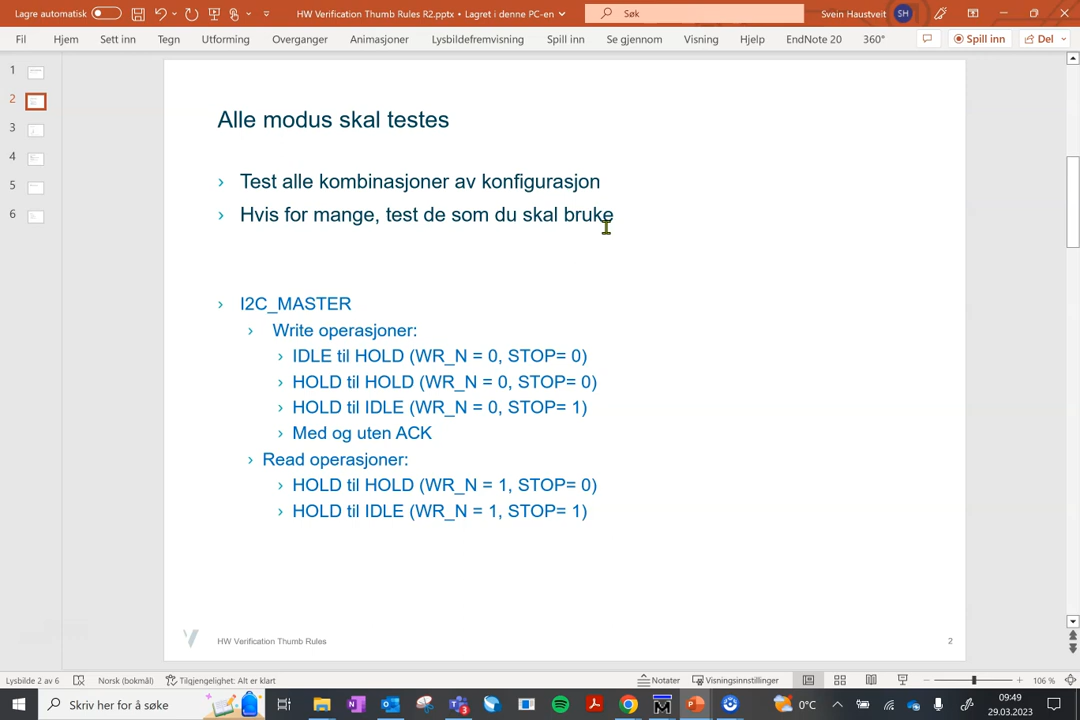 Lagre automatisk
HW Verification Thumb Rules R2.pptx • Lagret i denne PC-en
Søk
Svein Haustveit
SH
Fil
Hjem
Sett inn
Tegn
Utforming
Overganger
Animasjoner
Lysbildefremvisning
Spill inn
Se gjennom
Visning
Hjelp
EndNote 20
360°
Spill inn
Del
1
2
3
4
5
6
Alle modus skal testes
› Test alle kombinasjoner av konfigurasjon
› Hvis for mange, test de som du skal bruke
› I2C_MASTER
› Write operasjoner:
› IDLE til HOLD (WR_N = 0, STOP= 0)
› HOLD til HOLD (WR_N = 0, STOP= 0)
› HOLD til IDLE (WR_N = 0, STOP= 1)
› Med og uten ACK
› Read operasjoner:
› HOLD til HOLD (WR_N = 1, STOP= 0)
› HOLD til IDLE (WR_N = 1, STOP= 1)
HW Verification Thumb Rules
2
Lysbilde 2 av 6
Norsk (bokmål)
Tilgjengelighet: Alt er klart
Notater
Visningsinnstillinger
106 %
Skriv her for å søke
0°C
09:49
29.03.2023